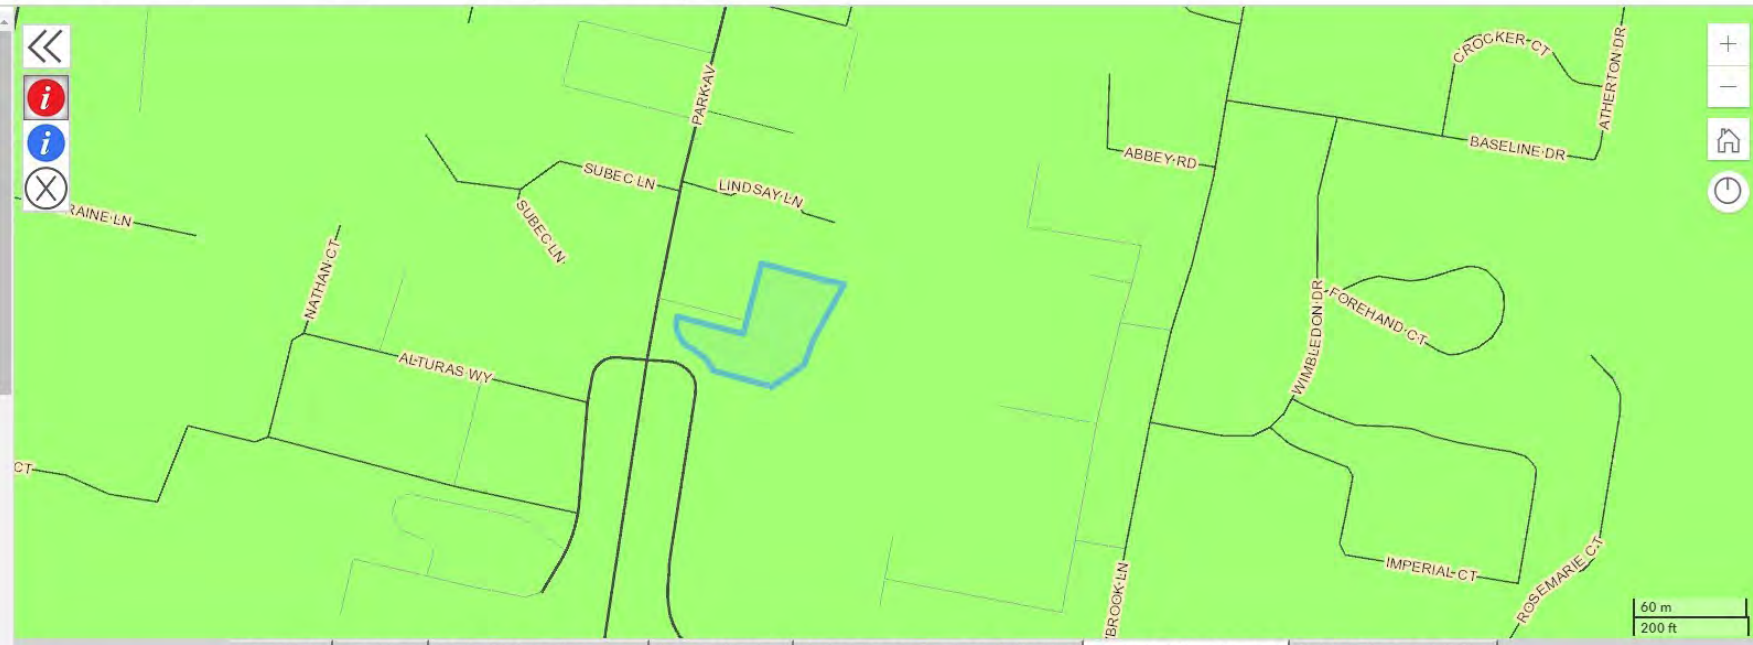 CROCKER CT
ATHERTON DR
+
−
i
PARK AV
i
BASELINE DR
ABBEY RD
SUBEC LN
LINDSAY LN
RAINE LN
SUBEC LN
NATHAN CT
FOREHAND CT
WIMBLEDON DR
ALTURAS WY
CT
IMPERIAL CT
ROSEMARIE CT
BROOK LN
60 m
200 ft